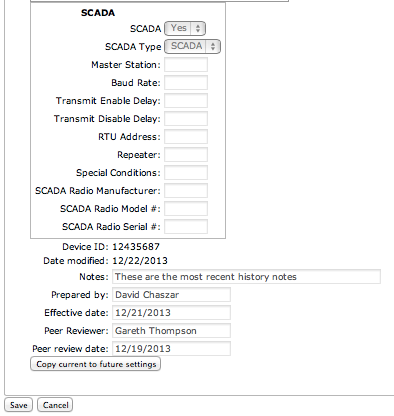 SCADA
SCADA Yes
SCADA Type SCADA
Master Station:
Baud Rate:
Transmit Enable Delay:
Transmit Disable Delay:
RTU Address:
Repeater:
Special Conditions:
SCADA Radio Manufacturer:
SCADA Radio Model #:
SCADA Radio Serial #:
Device ID: 12435687
Date modified: 12/22/2013
Notes: These are the most recent history notes
Prepared by: David Chaszar
Effective date: 12/21/2013
Peer Reviewer: Gareth Thompson
Peer review date: 12/19/2013
Copy current to future settings
Save Cancel